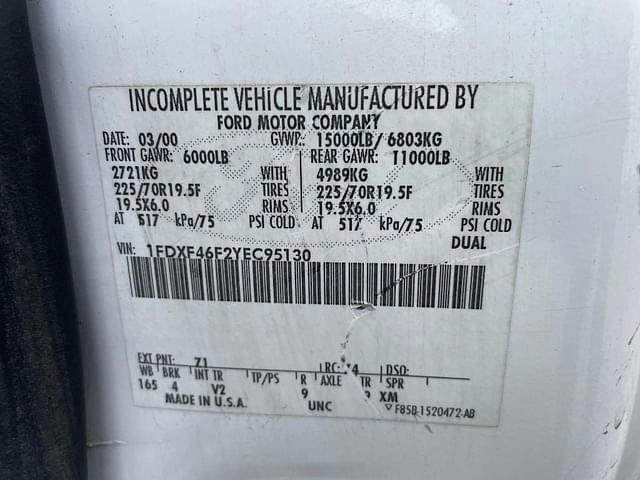 INCOMPLETE VEHICLE MANUFACTURED BY
FORD MOTOR COMPANY
DATE: 03/00 GVWR: 15000LB/ 6803KG
FRONT GAWR: 6000LB REAR GAWR: 11000LB
2721KG WITH 4989KG WITH
225/70R19.5F TIRES 225/70R19.5F TIRES
19.5X6.0 RIMS 19.5X6.0 RIMS
AT 517 kPa/75 PSI COLD AT 517 kPa/75 PSI COLD
DUAL
VIN: 1FDXF46F2YEC95130
EXT PNT: Z1 RC: 4 DSO:
WB BRK INT TR TP/PS R AXLE TR SPR
165 4 V2 9 UNC XM
MADE IN U.S.A. F85B-1520472-AB